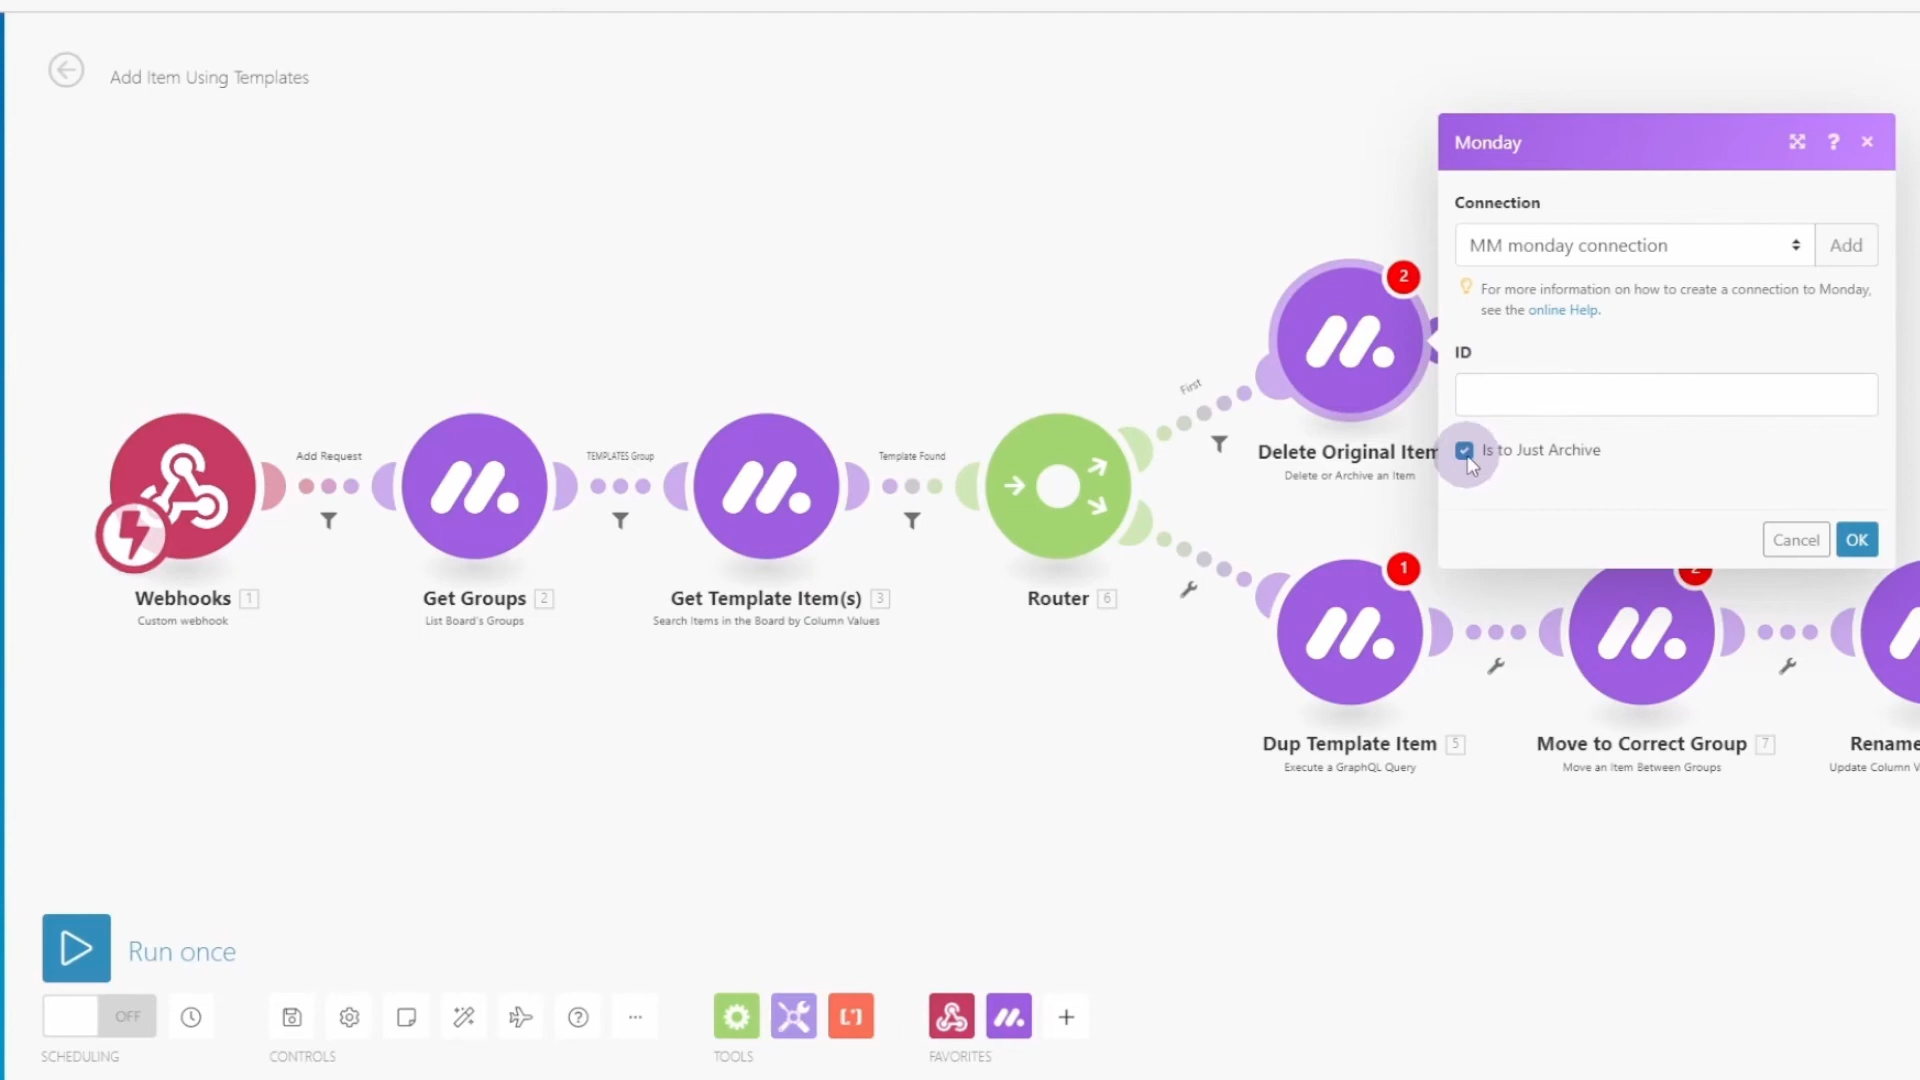 Add Item Using Templates
Monday
?
×
Connection
MM monday connection
Add
For more information on how to create a connection to Monday,
see the online Help.
ID
Is to Just Archive
Cancel
OK
2
First
Delete Original Item
Delete or Archive an Item
Add Request
TEMPLATES Group
Template Found
Webhooks 1
Custom webhook
Get Groups 2
List Board's Groups
Get Template Item(s) 3
Search Items in the Board by Column Values
Router 6
1
2
Dup Template Item 5
Execute a GraphQL Query
Move to Correct Group 7
Move an Item Between Groups
Rename
Update Column V
Run once
OFF
SCHEDULING
CONTROLS
TOOLS
FAVORITES